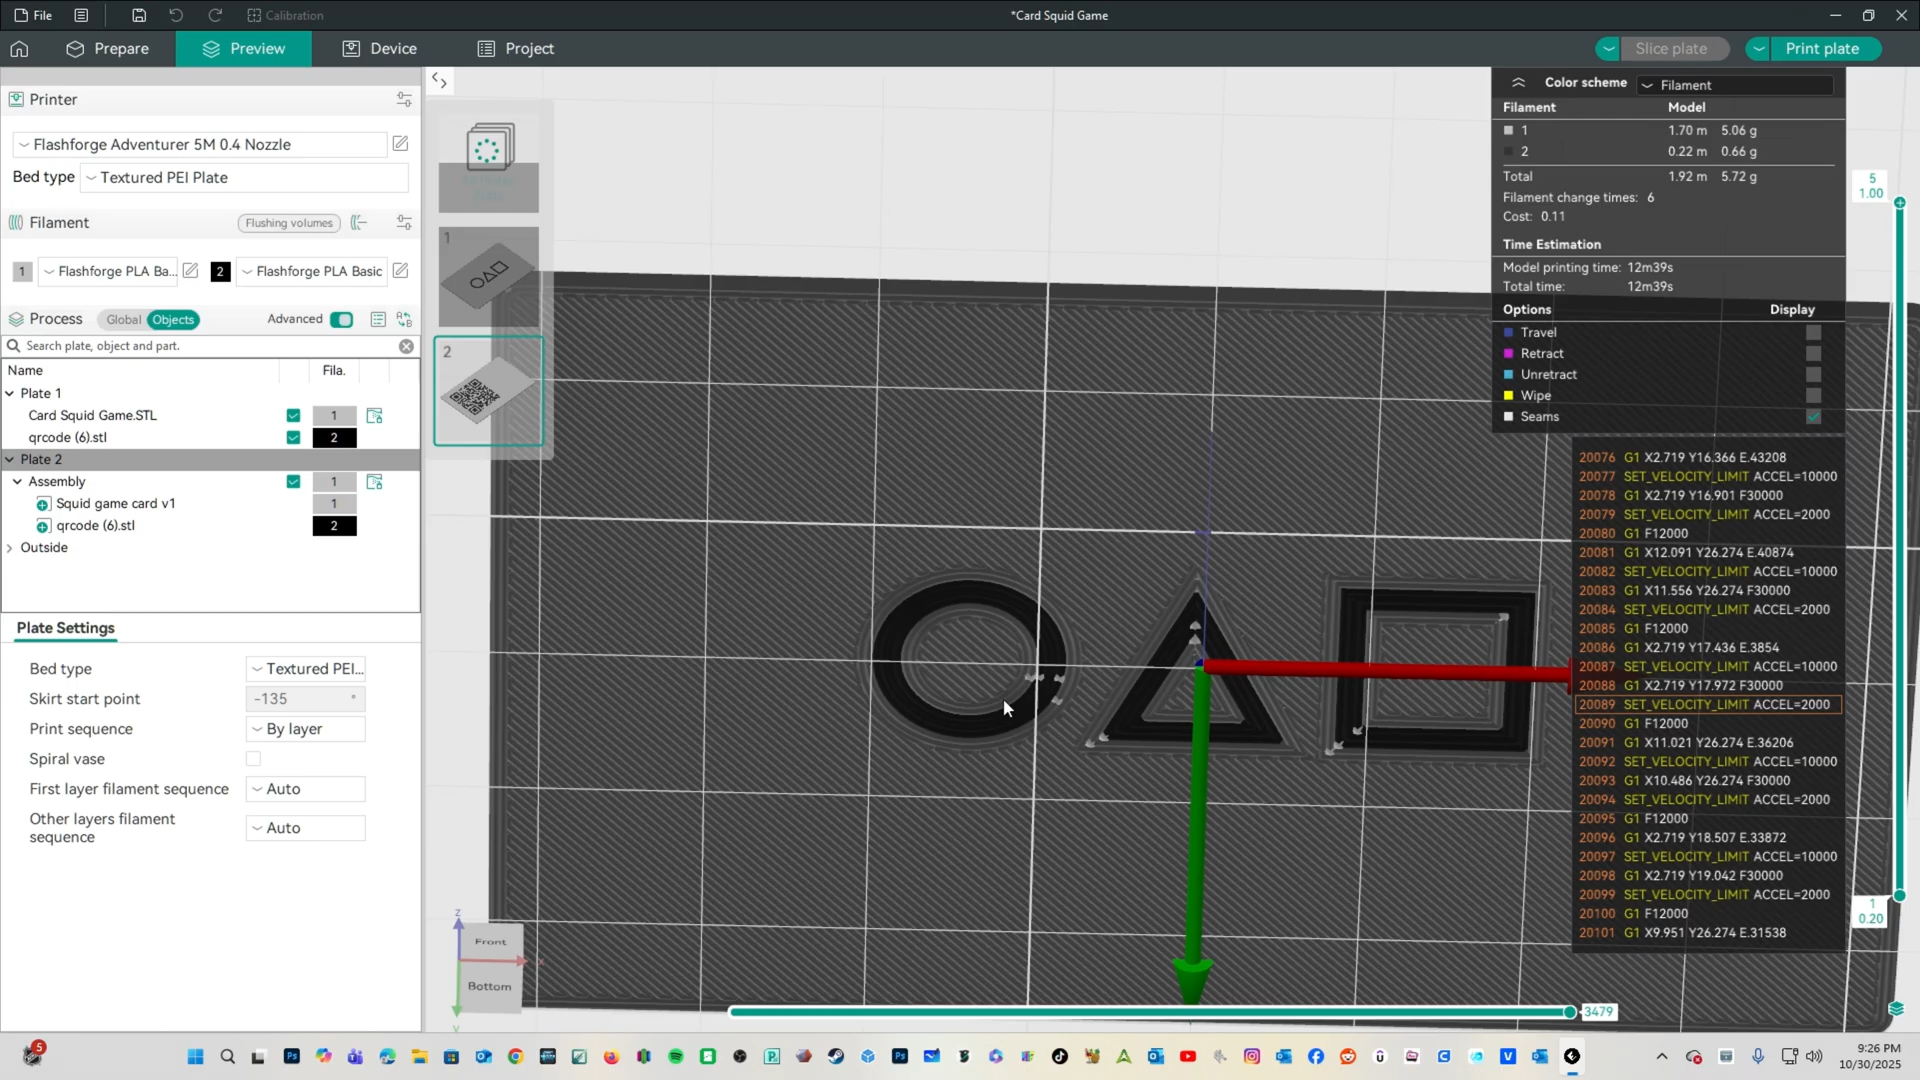 File
Calibration
*Card Squid Game
Prepare
Preview
Device
Project
Slice plate
Print plate
Printer
Flashforge Adventurer 5M 0.4 Nozzle
Bed type
Textured PEI Plate
Filament
Flushing volumes
1
Flashforge PLA Ba...
2
Flashforge PLA Basic
Process
Global
Objects
Advanced
Search plate, object and part.
Name
Fila.
Plate 1
Card Squid Game.STL
1
qrcode (6).stl
2
Plate 2
Assembly
1
Squid game card v1
1
qrcode (6).stl
2
Outside
Plate Settings
Bed type
Textured PEI...
Skirt start point
-135
°
Print sequence
By layer
Spiral vase
First layer filament sequence
Auto
Other layers filament
sequence
Auto
1
2
Color scheme
Filament
Filament Model
1 1.70 m 5.06 g
2 0.22 m 0.66 g
Total 1.92 m 5.72 g
Filament change times: 6
Cost: 0.11
Time Estimation
Model printing time: 12m39s
Total time: 12m39s
Options Display
Travel
Retract
Unretract
Wipe
Seams
5
1.00
20076 G1 X2.719 Y16.366 E.43208
20077 SET_VELOCITY_LIMIT ACCEL=10000
20078 G1 X2.719 Y16.901 F30000
20079 SET_VELOCITY_LIMIT ACCEL=2000
20080 G1 F12000
20081 G1 X12.091 Y26.274 E.40874
20082 SET_VELOCITY_LIMIT ACCEL=10000
20083 G1 X11.556 Y26.274 F30000
20084 SET_VELOCITY_LIMIT ACCEL=2000
20085 G1 F12000
20086 G1 X2.719 Y17.436 E.3854
20087 SET_VELOCITY_LIMIT ACCEL=10000
20088 G1 X2.719 Y17.972 F30000
20089 SET_VELOCITY_LIMIT ACCEL=2000
20090 G1 F12000
20091 G1 X11.021 Y26.274 E.36206
20092 SET_VELOCITY_LIMIT ACCEL=10000
20093 G1 X10.486 Y26.274 F30000
20094 SET_VELOCITY_LIMIT ACCEL=2000
20095 G1 F12000
20096 G1 X2.719 Y18.507 E.33872
20097 SET_VELOCITY_LIMIT ACCEL=10000
20098 G1 X2.719 Y19.042 F30000
20099 SET_VELOCITY_LIMIT ACCEL=2000
20100 G1 F12000
20101 G1 X9.951 Y26.274 E.31538
1
0.20
z
Front
x
Bottom
y
3479
5
9:26 PM
10/30/2025